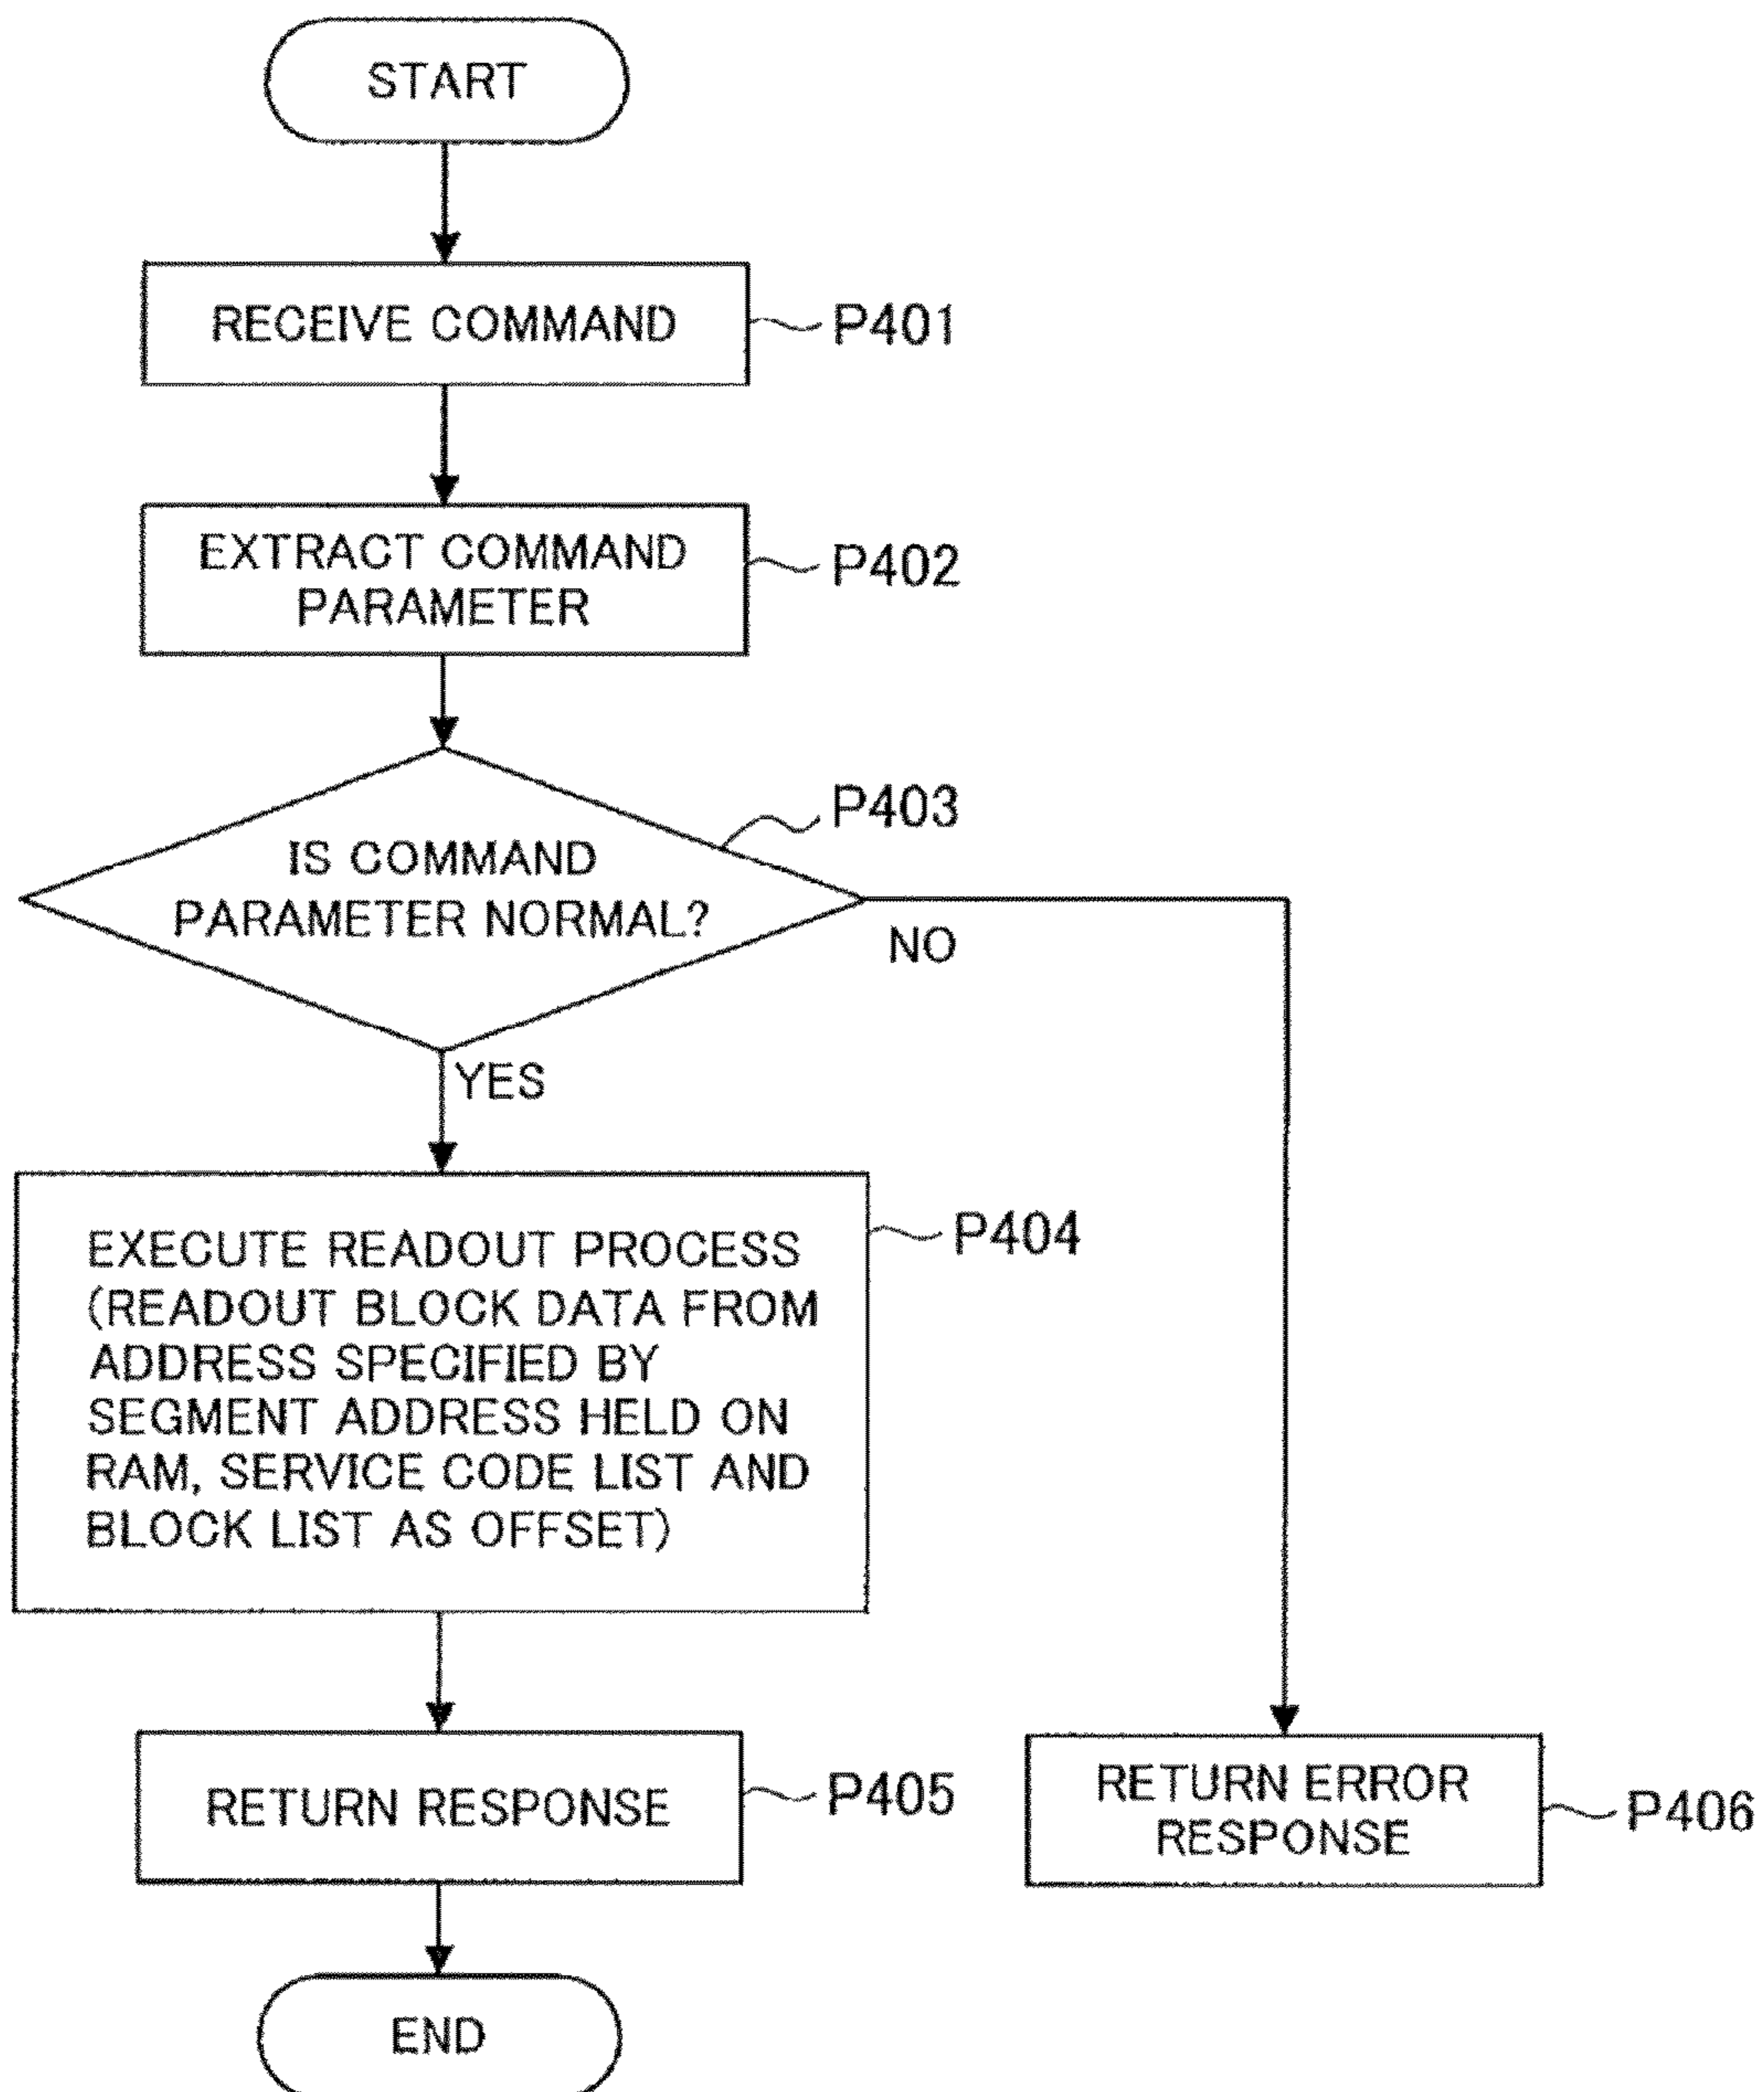 START
RECEIVE COMMAND
P401
EXTRACT COMMAND
PARAMETER
P402
IS COMMAND
PARAMETER NORMAL?
P403
NO
YES
EXECUTE READOUT PROCESS
(READOUT BLOCK DATA FROM
ADDRESS SPECIFIED BY
SEGMENT ADDRESS HELD ON
RAM, SERVICE CODE LIST AND
BLOCK LIST AS OFFSET)
P404
RETURN RESPONSE
P405
RETURN ERROR
RESPONSE
P406
END